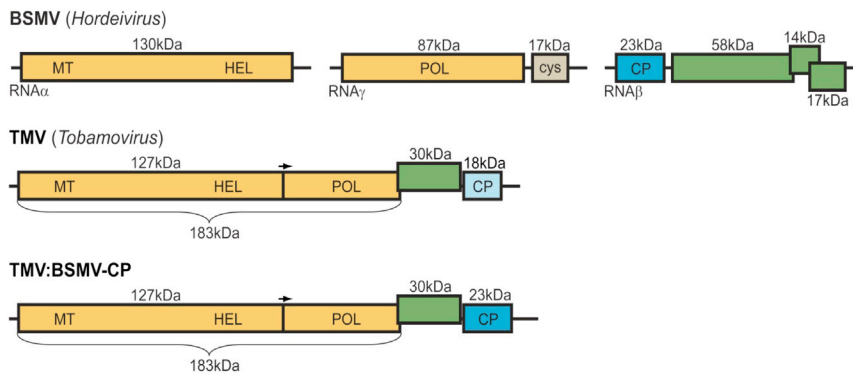 BSMV (Hordeivirus)
130kDa 87kDa 17kDa 23kDa 58kDa 14kDa
MT HEL POL cys CP
RNAα RNAγ RNAβ 17kDa
TMV (Tobamovirus)
127kDa 30kDa 18kDa
MT HEL POL CP
183kDa
TMV:BSMV-CP
127kDa 30kDa 23kDa
MT HEL POL CP
183kDa